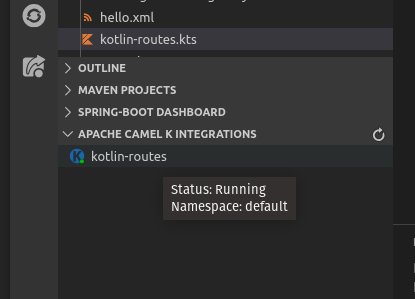 hello.xml
kotlin-routes.kts
OUTLINE
MAVEN PROJECTS
SPRING-BOOT DASHBOARD
APACHE CAMEL K INTEGRATIONS
kotlin-routes
Status: Running
Namespace: default